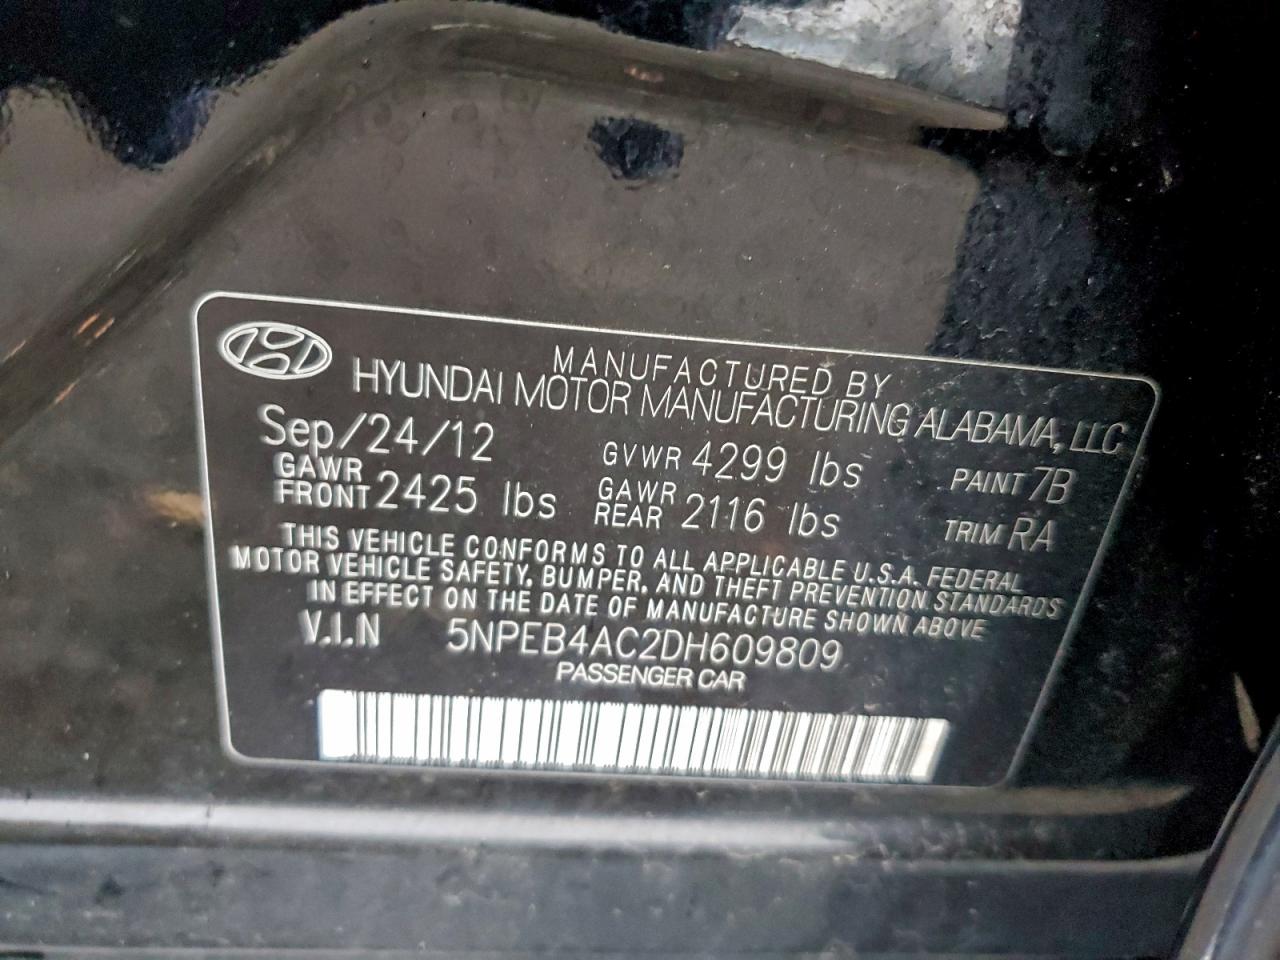 MANUFACTURED BY
HYUNDAI MOTOR MANUFACTURING ALABAMA, LLC
Sep/24/12 GVWR 4299 lbs PAINT 7B
GAWR FRONT 2425 lbs GAWR REAR 2116 lbs TRIM RA
THIS VEHICLE CONFORMS TO ALL APPLICABLE U.S.A. FEDERAL
MOTOR VEHICLE SAFETY, BUMPER, AND THEFT PREVENTION STANDARDS
IN EFFECT ON THE DATE OF MANUFACTURE SHOWN ABOVE
V.I.N 5NPEB4AC2DH609809
PASSENGER CAR